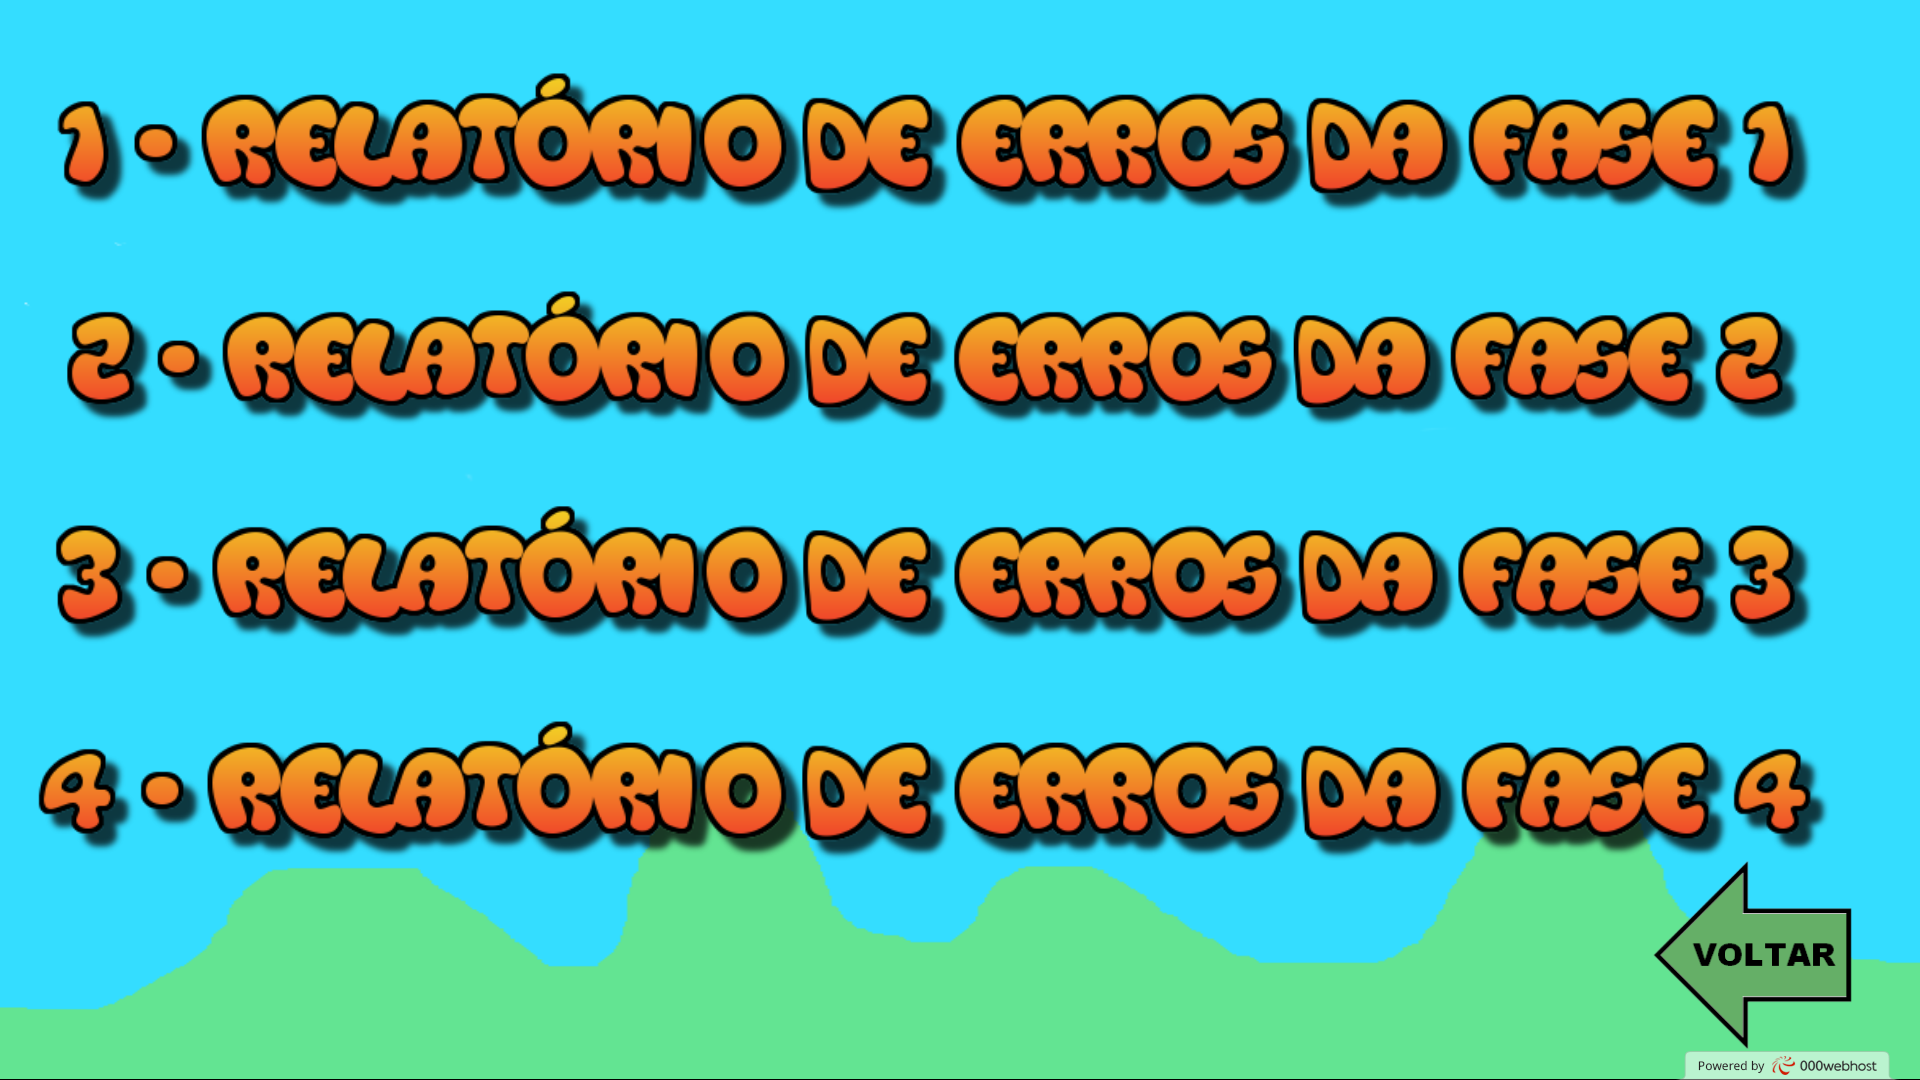 1 - RELATÓRIO DE ERROS DA FASE 1
2 - RELATÓRIO DE ERROS DA FASE 2
3 - RELATÓRIO DE ERROS DA FASE 3
4 - RELATÓRIO DE ERROS DA FASE 4
VOLTAR
Powered by 000webhost